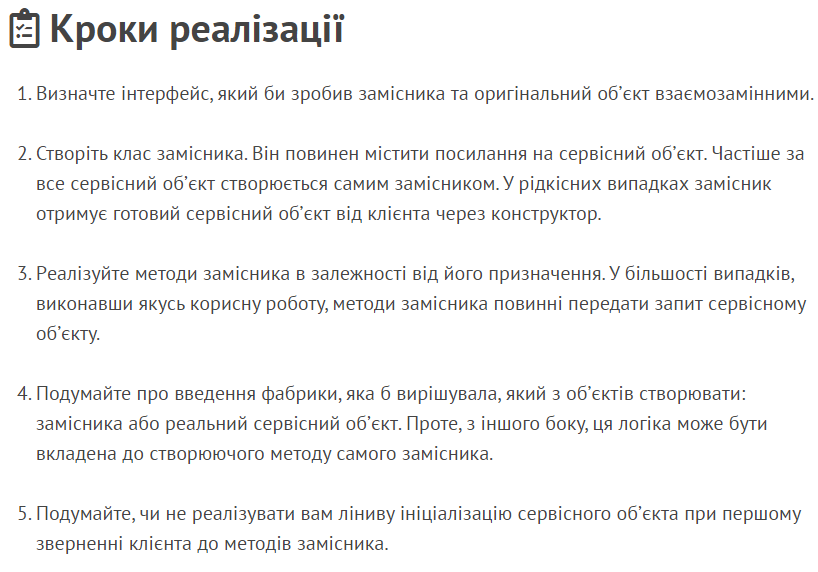 Кроки реалізації
1. Визначте інтерфейс, який би зробив замісника та оригінальний об’єкт взаємозамінними.
2. Створіть клас замісника. Він повинен містити посилання на сервісний об’єкт. Частіше за
все сервісний об’єкт створюється самим замісником. У рідкісних випадках замісник
отримує готовий сервісний об’єкт від клієнта через конструктор.
3. Реалізуйте методи замісника в залежності від його призначення. У більшості випадків,
виконавши якусь корисну роботу, методи замісника повинні передати запит сервісному
об’єкту.
4. Подумайте про введення фабрики, яка б вирішувала, який з об’єктів створювати:
замісника або реальний сервісний об’єкт. Проте, з іншого боку, ця логіка може бути
вкладена до створюючого методу самого замісника.
5. Подумайте, чи не реалізувати вам ліниву ініціалізацію сервісного об’єкта при першому
зверненні клієнта до методів замісника.